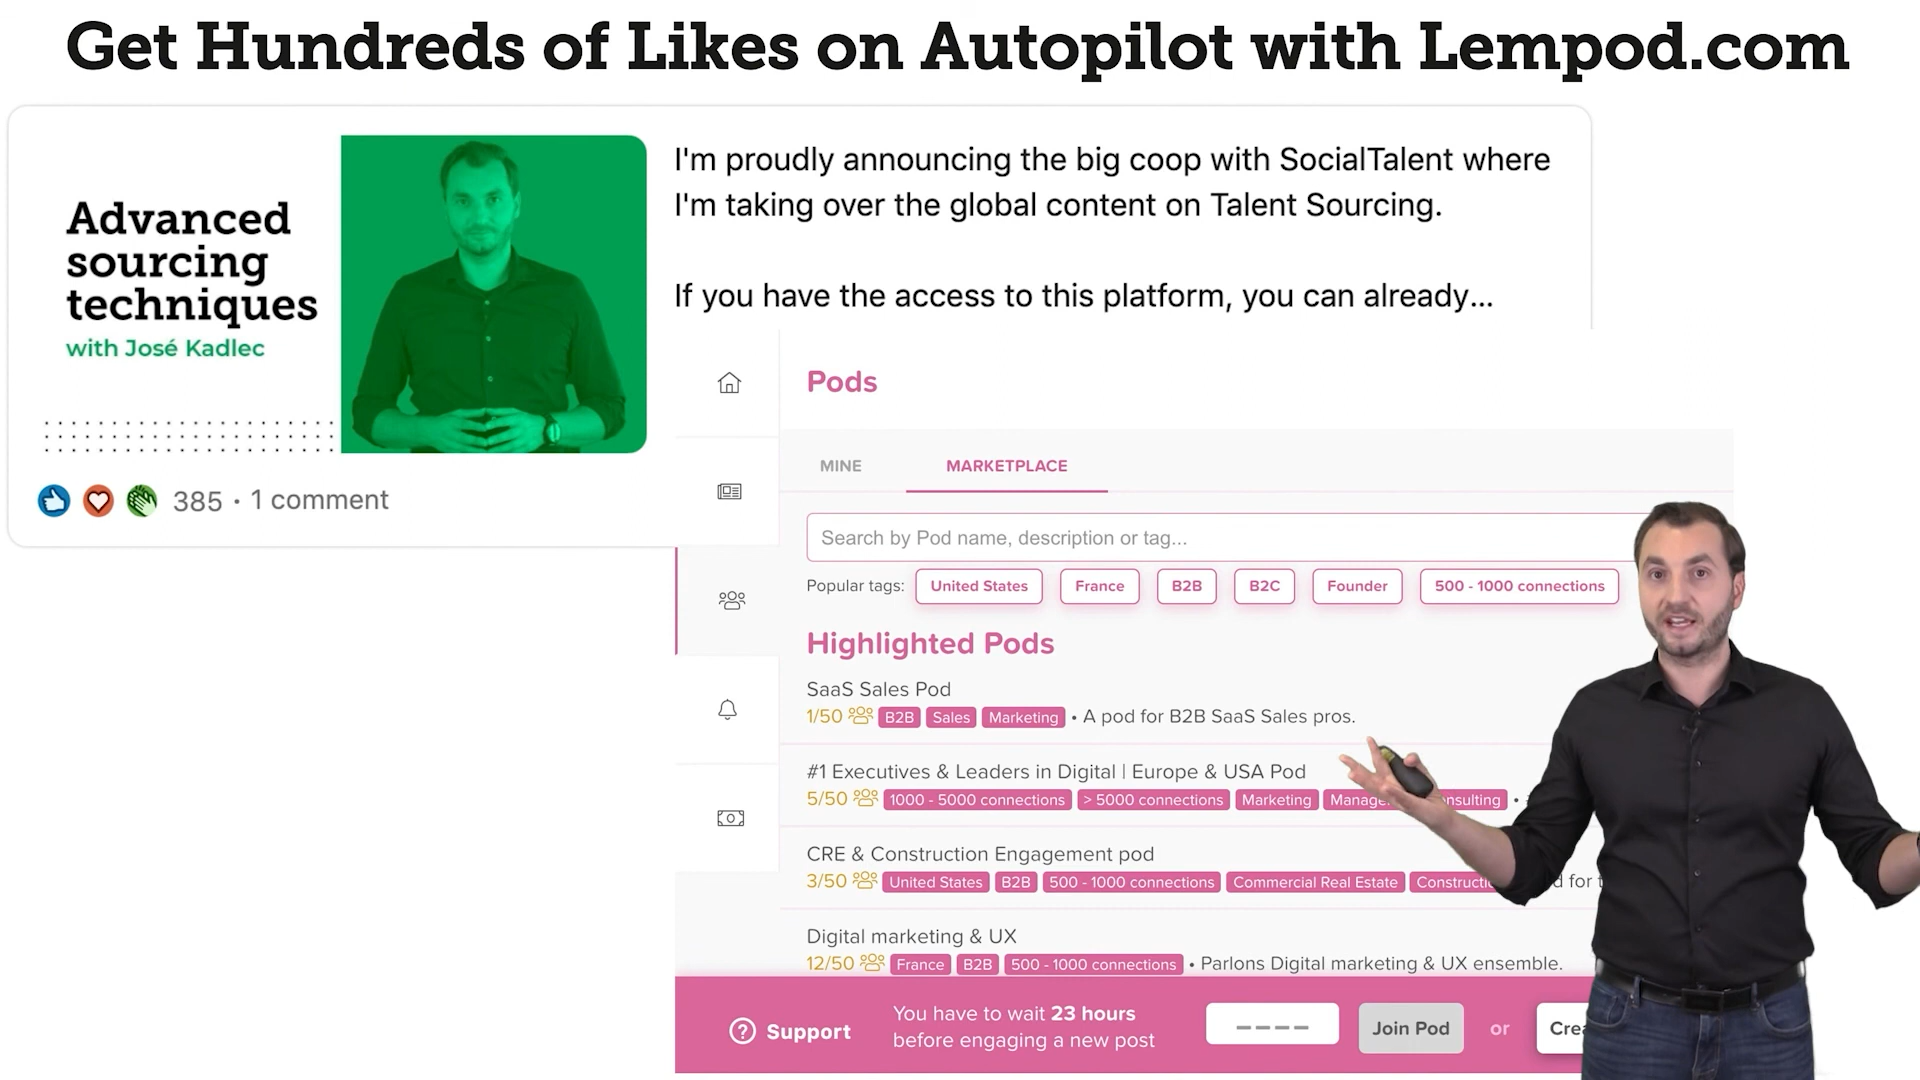 Get Hundreds of Likes on Autopilot with Lempod.com
Advanced
sourcing
techniques
with José Kadlec
I'm proudly announcing the big coop with SocialTalent where
I'm taking over the global content on Talent Sourcing.
If you have the access to this platform, you can already...
385 · 1 comment
Pods
MINE MARKETPLACE
Search by Pod name, description or tag...
Popular tags: United States France B2B B2C Founder 500 - 1000 connections
Highlighted Pods
SaaS Sales Pod
1/50 B2B Sales Marketing • A pod for B2B SaaS Sales pros.
#1 Executives & Leaders in Digital | Europe & USA Pod
5/50 1000 - 5000 connections > 5000 connections Marketing •
CRE & Construction Engagement pod
3/50 United States B2B 500 - 1000 connections Commercial Real Estate
Digital marketing & UX
12/50 France B2B 500 - 1000 connections • Parlons Digital marketing & UX ensemble.
Support
You have to wait 23 hours
before engaging a new post
Join Pod or